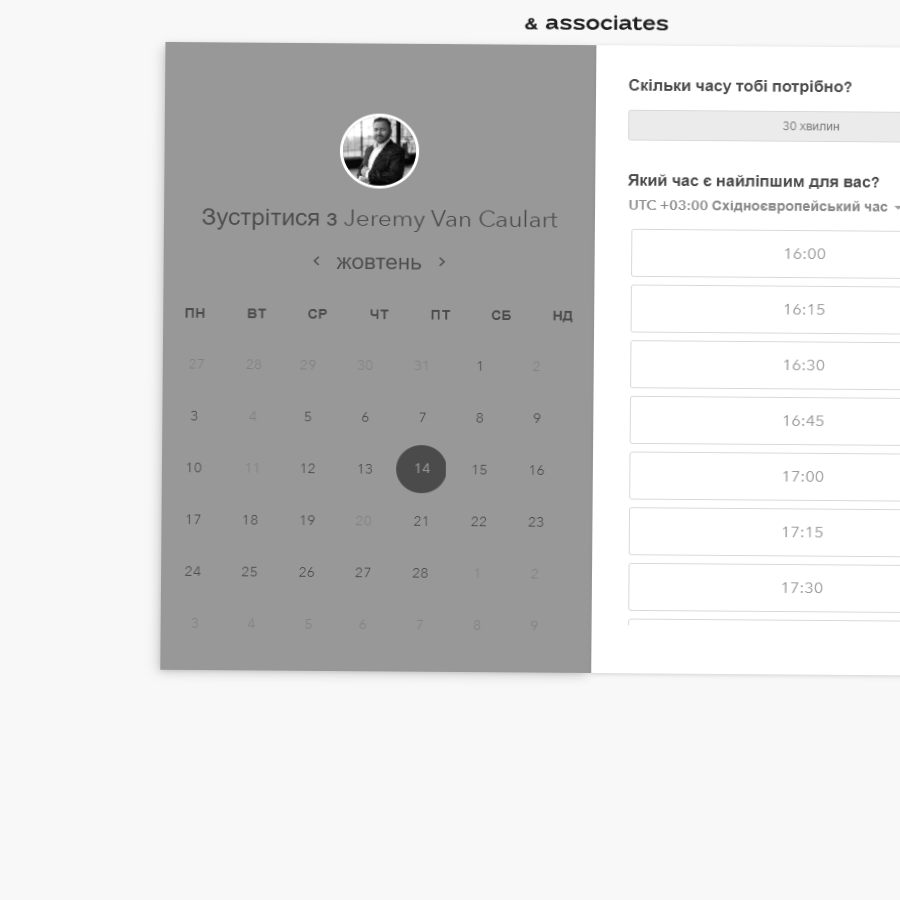 & associates
Зустрітися з Jeremy Van Caulart
< жовтень >
ПН ВТ СР ЧТ ПТ СБ НД
27 28 29 30 31 1 2
3 4 5 6 7 8 9
10 11 12 13 14 15 16
17 18 19 20 21 22 23
24 25 26 27 28 1 2
3 4 5 6 7 8 9
Скільки часу тобі потрібно?
30 хвилин
Який час є найліпшим для вас?
UTC +03:00 Східноєвропейський час
16:00
16:15
16:30
16:45
17:00
17:15
17:30